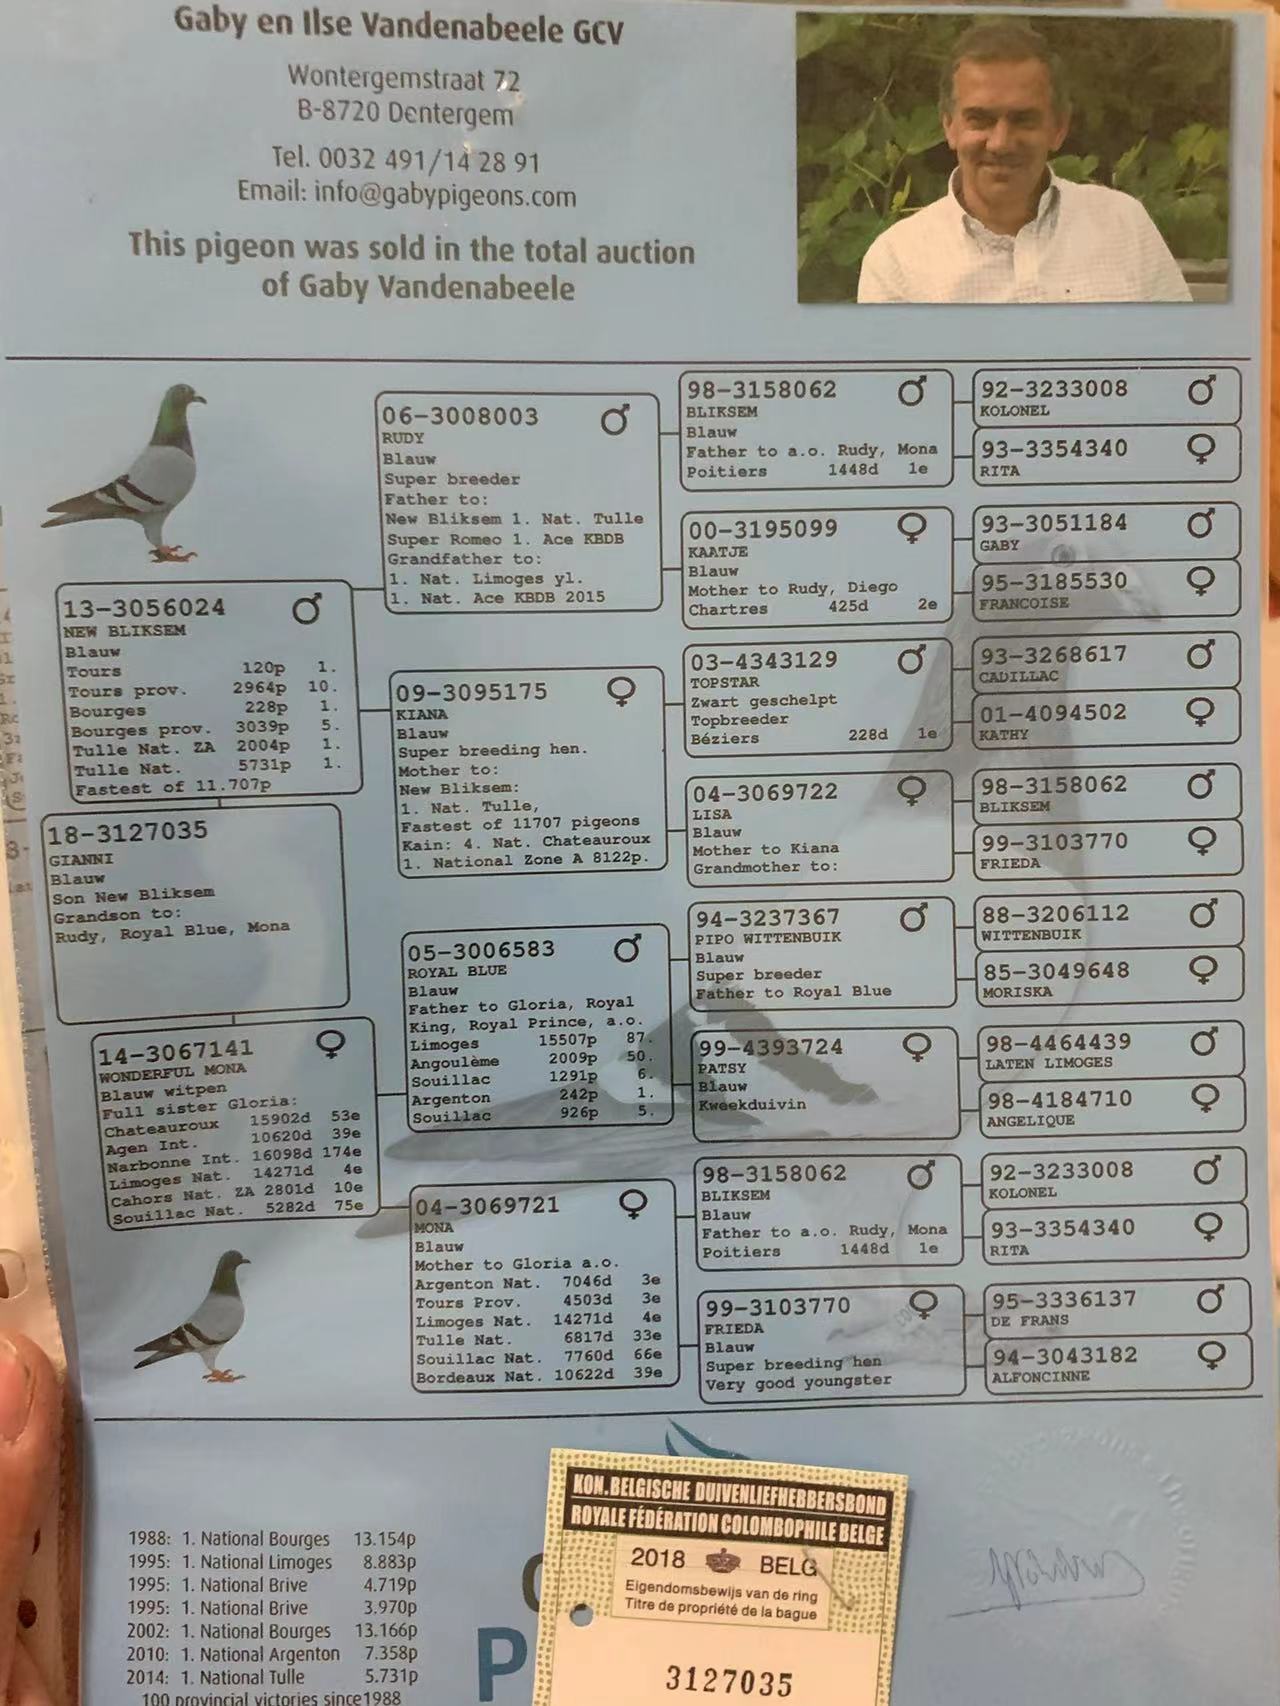 Gaby en Ilse Vandenabeele GCV
Wontergemstraat 72
B-8720 Dentergem
Tel. 0032 491/14 28 91
Email: info@gabypigeons.com
This pigeon was sold in the total auction
of Gaby Vandenabeele
13-3056024 ♂
NEW BLIKSEM
Blauw
Tours 120p 1.
Tours prov. 2964p 10.
Bourges 228p 1.
Bourges prov. 3039p 5.
Tulle Nat. ZA 2004p 1.
Tulle Nat. 5731p 1.
Fastest of 11.707p
18-3127035
GIANNI
Blauw
Son New Bliksem
Grandson to:
Rudy, Royal Blue, Mona
14-3067141 ♀
WONDERFUL MONA
Blauw witpen
Full sister Gloria:
Chateauroux 15902d 53e
Agen Int. 10620d 39e
Narbonne Int. 16098d 174e
Limoges Nat. 14271d 4e
Cahors Nat. ZA 2801d 10e
Souillac Nat. 5282d 75e
06-3008003 ♂
RUDY
Blauw
Super breeder
Father to:
New Bliksem 1. Nat. Tulle
Super Romeo 1. Ace KBDB
Grandfather to:
1. Nat. Limoges yl.
1. Nat. Ace KBDB 2015
09-3095175 ♀
KIANA
Blauw
Super breeding hen.
Mother to:
New Bliksem:
1. Nat. Tulle,
Fastest of 11707 pigeons
Kain: 4. Nat. Chateauroux
1. National Zone A 8122p.
05-3006583 ♂
ROYAL BLUE
Blauw
Father to Gloria, Royal
King, Royal Prince, a.o.
Limoges 15507p 87.
Angoulème 2009p 50.
Souillac 1291p 6.
Argenton 242p 1.
Souillac 926p 5.
04-3069721 ♀
MONA
Blauw
Mother to Gloria a.o.
Argenton Nat. 7046d 3e
Tours Prov. 4503d 3e
Limoges Nat. 14271d 4e
Tulle Nat. 6817d 33e
Souillac Nat. 7760d 66e
Bordeaux Nat. 10622d 39e
98-3158062 ♂
BLIKSEM
Blauw
Father to a.o. Rudy, Mona
Poitiers 1448d 1e
00-3195099 ♀
KAATJE
Blauw
Mother to Rudy, Diego
Chartres 425d 2e
03-4343129 ♂
TOPSTAR
Zwart geschelpt
Topbreeder
Béziers 228d 1e
04-3069722 ♀
LISA
Blauw
Mother to Kiana
Grandmother to:
94-3237367 ♂
PIPO WITTENBUIK
Blauw
Super breeder
Father to Royal Blue
99-4393724 ♀
PATSY
Blauw
Kweekduivin
98-3158062 ♂
BLIKSEM
Blauw
Father to a.o. Rudy, Mona
Poitiers 1448d 1e
99-3103770 ♀
FRIEDA
Blauw
Super breeding hen
Very good youngster
92-3233008 ♂
KOLONEL
93-3354340 ♀
RITA
93-3051184 ♂
GABY
95-3185530 ♀
FRANCOISE
93-3268617 ♂
CADILLAC
01-4094502 ♀
KATHY
98-3158062 ♂
BLIKSEM
99-3103770 ♀
FRIEDA
88-3206112 ♂
WITTENBUIK
85-3049648 ♀
MORISKA
98-4464439 ♂
LATEN LIMOGES
98-4184710 ♀
ANGELIQUE
92-3233008 ♂
KOLONEL
93-3354340 ♀
RITA
95-3336137 ♂
DE FRANS
94-3043182 ♀
ALFONCINNE
1988: 1. National Bourges 13.154p
1995: 1. National Limoges 8.883p
1995: 1. National Brive 4.719p
1995: 1. National Brive 3.970p
2002: 1. National Bourges 13.166p
2010: 1. National Argenton 7.358p
2014: 1. National Tulle 5.731p
100 provincial victories since1988
P
KON.BELGISCHE DUIVENLIEFHEBBERSBOND
ROYALE FÉDÉRATION COLOMBOPHILE BELGE
2018 BELG
Eigendomsbewijs van de ring
Titre de propriété de la bague
3127035